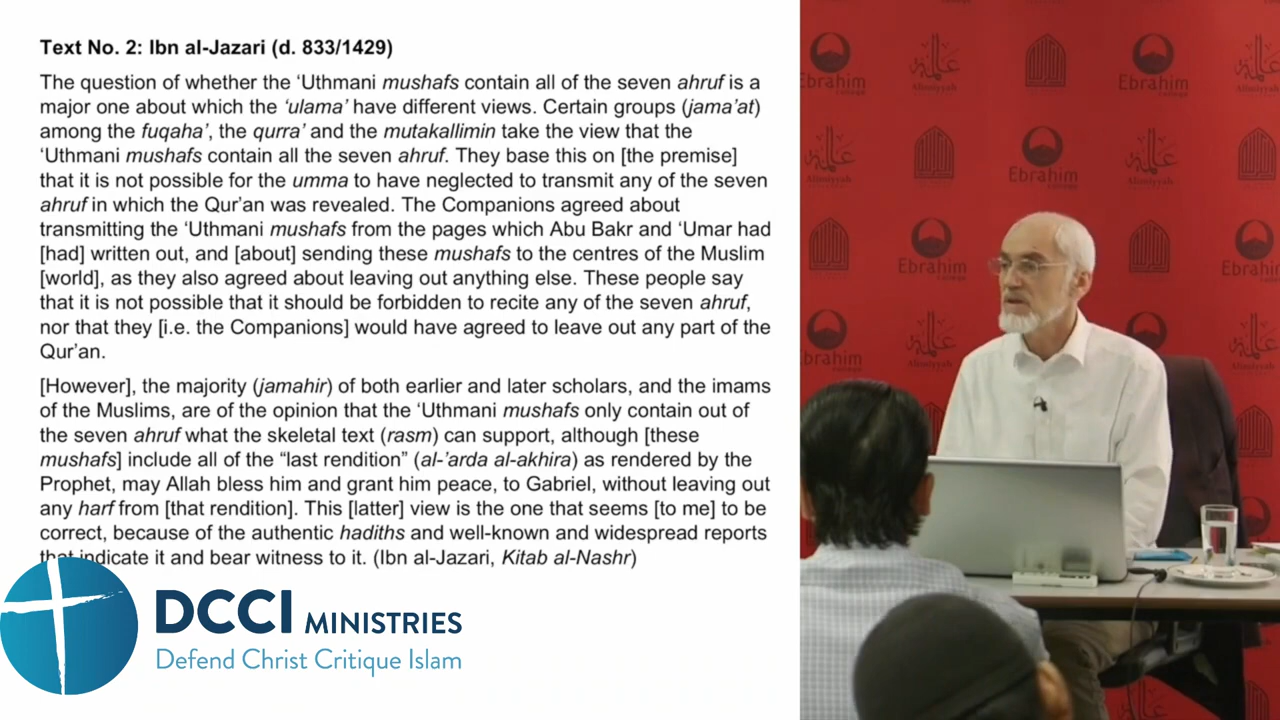 Text No. 2: Ibn al-Jazari (d. 833/1429)
The question of whether the ‘Uthmani mushafs contain all of the seven ahruf is a
major one about which the ‘ulama’ have different views. Certain groups (jama’at)
among the fuqaha’, the qurra’ and the mutakallimin take the view that the
‘Uthmani mushafs contain all the seven ahruf. They base this on [the premise]
that it is not possible for the umma to have neglected to transmit any of the seven
ahruf in which the Qur’an was revealed. The Companions agreed about
transmitting the ‘Uthmani mushafs from the pages which Abu Bakr and ‘Umar had
[had] written out, and [about] sending these mushafs to the centres of the Muslim
[world], as they also agreed about leaving out anything else. These people say
that it is not possible that it should be forbidden to recite any of the seven ahruf,
nor that they [i.e. the Companions] would have agreed to leave out any part of the
Qur’an.
[However], the majority (jamahir) of both earlier and later scholars, and the imams
of the Muslims, are of the opinion that the ‘Uthmani mushafs only contain out of
the seven ahruf what the skeletal text (rasm) can support, although [these
mushafs] include all of the “last rendition” (al-’arda al-akhira) as rendered by the
Prophet, may Allah bless him and grant him peace, to Gabriel, without leaving out
any harf from [that rendition]. This [latter] view is the one that seems [to me] to be
correct, because of the authentic hadiths and well-known and widespread reports
that indicate it and bear witness to it. (Ibn al-Jazari, Kitab al-Nashr)
DCCI MINISTRIES
Defend Christ Critique Islam
Ebrahim
Alimiyyah
Ebrahim
college
Alimiyyah
Alimiyyah
Ebrahim
college
Alimiyyah
Ebrahim
college
Ebrahim
Ebrahim
college
Alimiyyah